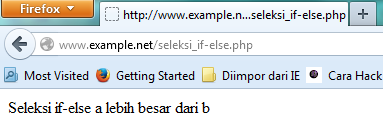 Firefox
http://www.example.n...seleksi_if-else.php
www.example.net/seleksi_if-else.php
Most Visited Getting Started Diimpor dari IE Cara Hack
Seleksi if-else a lebih besar dari b